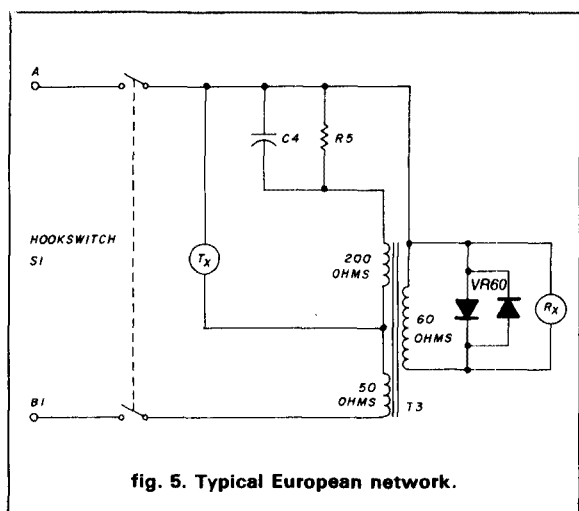 A
C4
R5
HOOKSWITCH
S1
TX
200
OHMS
VR60
RX
60
OHMS
50
OHMS
T3
B1
fig. 5. Typical European network.